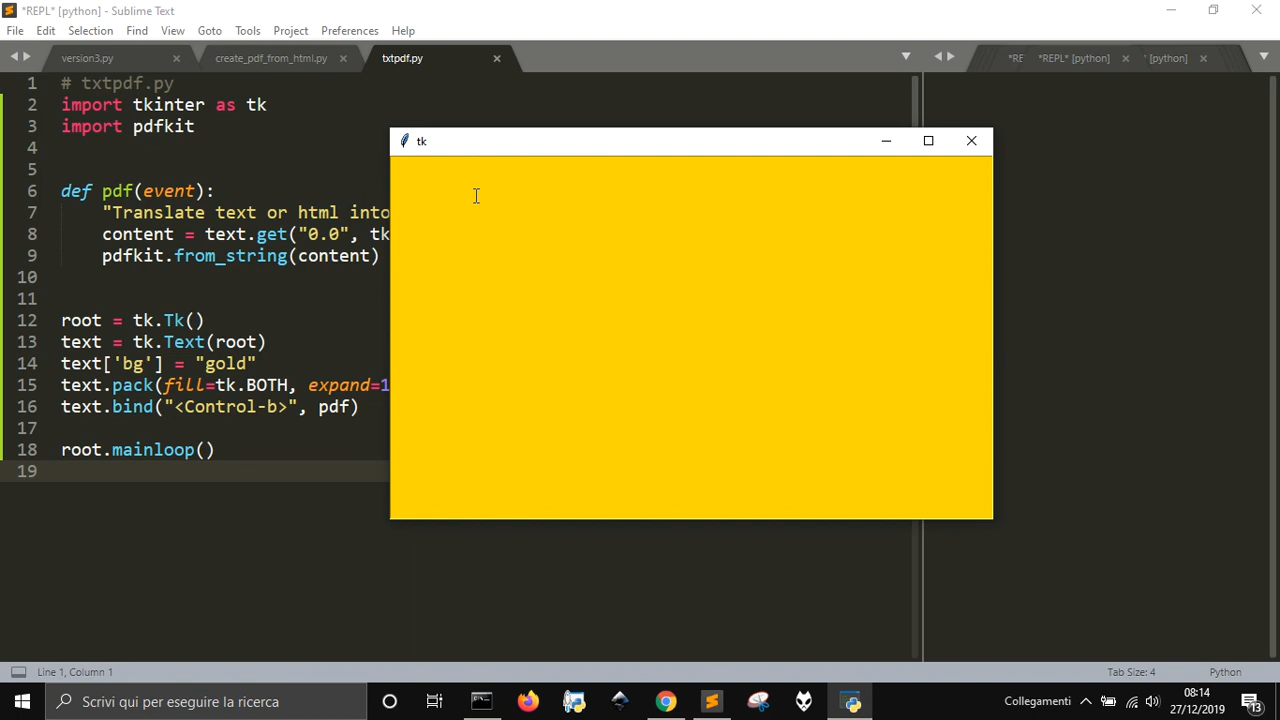 *REPL* [python] - Sublime Text
File Edit Selection Find View Goto Tools Project Preferences Help
version3.py create_pdf_from_html.py txtpdf.py *RE *REPL* [python] ' [python]
1 # txtpdf.py
2 import tkinter as tk
3 import pdfkit
4
5
6 def pdf(event):
7 "Translate text or html into
8 content = text.get("0.0", tk
9 pdfkit.from_string(content)
10
11
12 root = tk.Tk()
13 text = tk.Text(root)
14 text['bg'] = "gold"
15 text.pack(fill=tk.BOTH, expand=1
16 text.bind("<Control-b>", pdf)
17
18 root.mainloop()
19
tk
Line 1, Column 1 Tab Size: 4 Python
Scrivi qui per eseguire la ricerca Collegamenti 08:14
27/12/2019 13